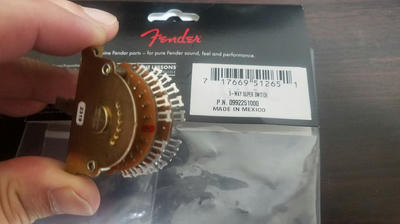 Fender
ine Fender parts — for pure Fender sound, feel and performance.
LESSONS
7 17669 51265 1
5-WAY SUPER SWITCH
P.N. 0992251000
MADE IN MEXICO